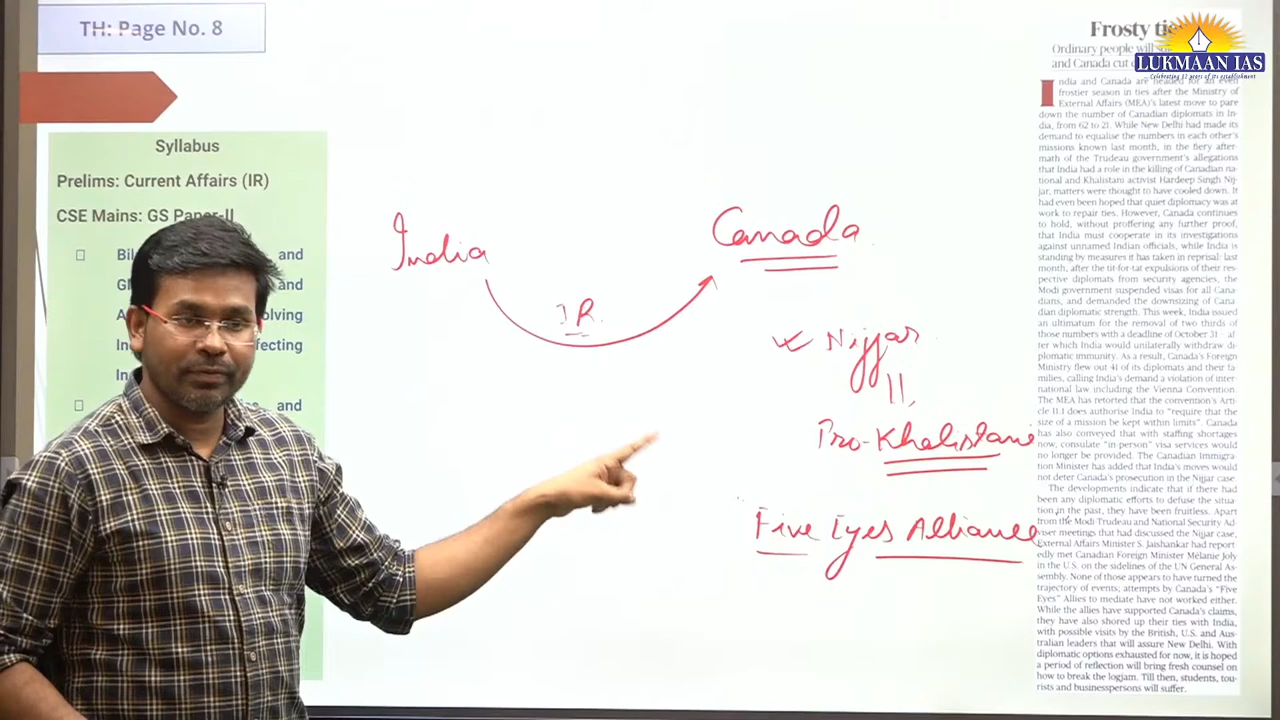 TH: Page No. 8
Syllabus
Prelims: Current Affairs (IR)
CSE Mains: GS Paper-II
and
and
olving
ecting
and
India
Canada
IR.
Nijjar
Pro-Khalistani
Five Eyes Alliance
LUKMAAN IAS
Celebrating 12 years of its establishment
Frosty
Ordinary people will
and Canada cut
India and Canada are headed for an even
frostier season in ties after the Ministry of
External Affairs (MEA)'s latest move to pare
down the number of Canadian diplomats in In-
dia, from 62 to 21. While New Delhi had made its
demand to equalise the numbers in each other's
missions known last month, in the fiery after-
math of the Trudeau government's allegations
that India had a role in the killing of Canadian na-
tional and Khalistani activist Hardeep Singh Nij-
jar, matters were thought to have cooled down. It
had even been hoped that quiet diplomacy was at
work to repair ties. However, Canada continues
to hold, without proffering any further proof,
that India must cooperate in its investigations
against unnamed Indian officials, while India is
standing by measures it has taken in reprisal: last
month, after the tit-for-tat expulsions of their res-
pective diplomats from security agencies, the
Modi government suspended visas for all Cana-
dians, and demanded the downsizing of Cana-
dian diplomatic strength. This week, India issued
an ultimatum for the removal of two thirds of
those numbers with a deadline of October 31 af-
ter which India would unilaterally withdraw di-
plomatic immunity. As a result, Canada's Foreign
Ministry flew out 41 of its diplomats and their fa-
milies, calling India's demand a violation of inter-
national law including the Vienna Convention.
The MEA has retorted that the convention's Arti-
cle 11.1 does authorise India to "require that the
size of a mission be kept within limits". Canada
has also conveyed that with staffing shortages
now, consulate "in-person" visa services would
no longer be provided. The Canadian Immigra-
tion Minister has added that India's moves would
not deter Canada's prosecution in the Nijjar case.
The developments indicate that if there had
been any diplomatic efforts to defuse the situa-
tion in the past, they have been fruitless. Apart
from the Modi-Trudeau and National Security Ad-
viser meetings that had discussed the Nijjar case,
External Affairs Minister S. Jaishankar had report-
edly met Canadian Foreign Minister Mélanie Joly
in the U.S. on the sidelines of the UN General As-
sembly. None of those appears to have turned the
trajectory of events; attempts by Canada's "Five
Eyes" Allies to mediate have not worked either.
While the allies have supported Canada's claims,
they have also shored up their ties with India,
with possible visits by the British, U.S. and Aus-
tralian leaders that will assure New Delhi. With
diplomatic options exhausted for now, it is hoped
a period of reflection will bring fresh counsel on
how to break the logjam. Till then, students, tou-
rists and businesspersons will suffer.